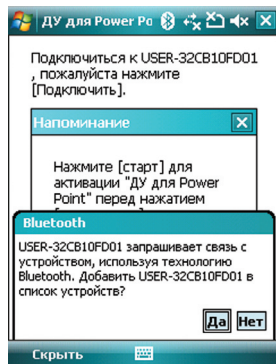 ДУ для Power Po
Подключиться к USER-32CB10FD01
, пожалуйста нажмите
[Подключить].
Напоминание
Нажмите [старт] для
активации "ДУ для Power
Point" перед нажатием
Bluetooth
USER-32CB10FD01 запрашивает связь с
устройством, используя технологию
Bluetooth. Добавить USER-32CB10FD01 в
список устройств?
Да Нет
Скрыть